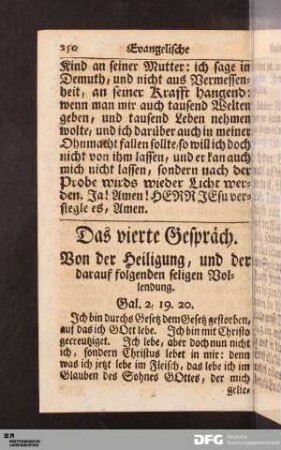 250 Evangelische
Kind an seiner Mutter: ich sage in
Demuth, und nicht aus Vermessen-
heit, an seiner Krafft hangend:
wenn man mir auch tausend Welten
geben, und tausend Leben nehmen
wolte, und ich darüber auch in meiner
Ohnmacht fallen sollte/so will ich doch
nicht von ihm lassen, und er kan auch
mich nicht lassen, sondern nach der
Probe wirds wieder Licht wer-
den. Ja! Amen! HERR JEsu ver-
siegle es, Amen.
Das vierte Gespräch.
Von der Heiligung, und der
darauf folgenden seligen Vol-
lendung.
Gal. 2, 19. 20.
Ich bin durchs Gesetz dem Gesetz gestorben,
auf das ich GOtt lebe. Ich bin mit Christo
gecreutziget. Ich lebe, aber doch nun nicht
ich, sondern Christus lebet in mir: denn
was ich jetzt lebe im Fleisch, das lebe ich im
Glauben des Sohnes GOttes, der mich
gelie-
DFG Deutsche
Forschungsgemeinschaft